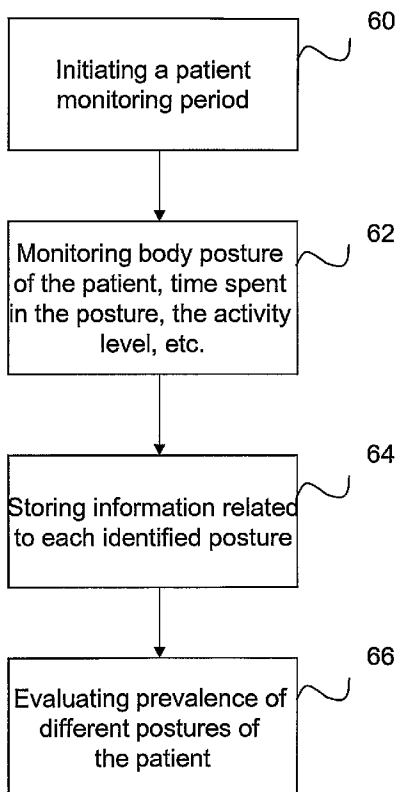 60
Initiating a patient
monitoring period
62
Monitoring body posture
of the patient, time spent
in the posture, the activity
level, etc.
64
Storing information related
to each identified posture
66
Evaluating prevalence of
different postures of
the patient